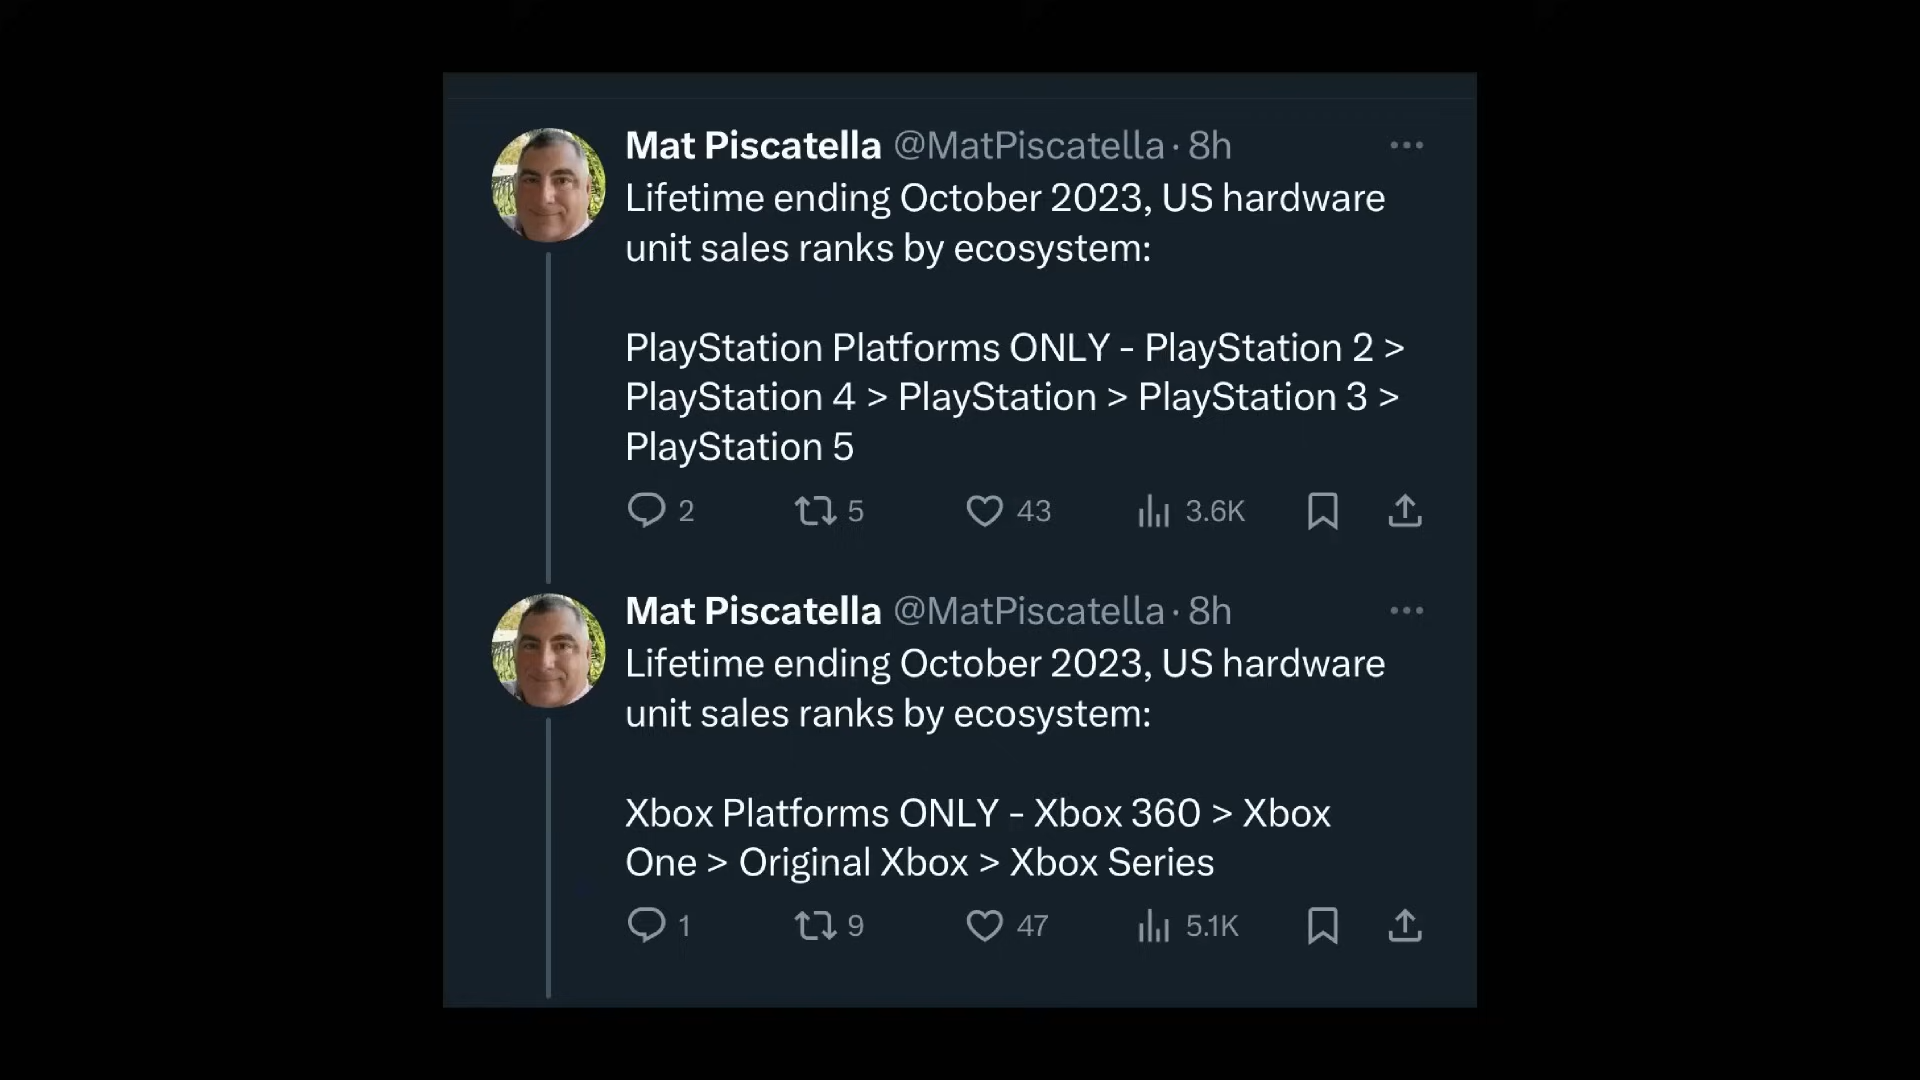 Mat Piscatella @MatPiscatella · 8h
Lifetime ending October 2023, US hardware
unit sales ranks by ecosystem:
PlayStation Platforms ONLY - PlayStation 2 >
PlayStation 4 > PlayStation > PlayStation 3 >
PlayStation 5
2 5 43 3.6K
Mat Piscatella @MatPiscatella · 8h
Lifetime ending October 2023, US hardware
unit sales ranks by ecosystem:
Xbox Platforms ONLY - Xbox 360 > Xbox
One > Original Xbox > Xbox Series
1 9 47 5.1K